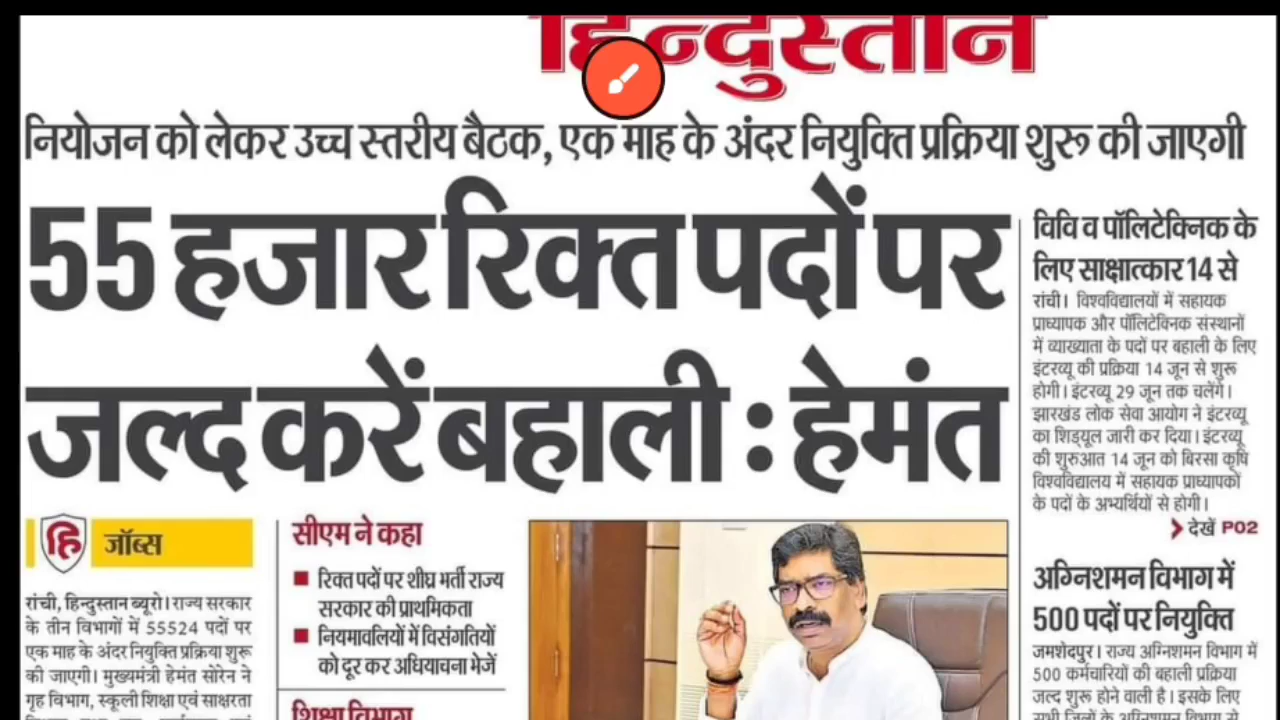 हिन्दुस्तान
नियोजन को लेकर उच्च स्तरीय बैठक, एक माह के अंदर नियुक्ति प्रक्रिया शुरू की जाएगी
55 हजार रिक्त पदों पर
जल्द करें बहाली : हेमंत
हि जॉब्स
रांची, हिन्दुस्तान ब्यूरो। राज्य सरकार
के तीन विभागों में 55524 पदों पर
एक माह के अंदर नियुक्ति प्रक्रिया शुरू
की जाएगी। मुख्यमंत्री हेमंत सोरेन ने
गृह विभाग, स्कूली शिक्षा एवं साक्षरता
सीएम ने कहा
रिक्त पदों पर शीघ्र भर्ती राज्य
सरकार की प्राथमिकता
नियमावलियों में विसंगतियों
को दूर कर अधियाचना भेजें
शिक्षा विभाग
विवि व पॉलिटेक्निक के
लिए साक्षात्कार 14 से
रांची। विश्वविद्यालयों में सहायक
प्राध्यापक और पॉलिटेक्निक संस्थानों
में व्याख्याता के पदों पर बहाली के लिए
इंटरव्यू की प्रक्रिया 14 जून से शुरू
होगी। इंटरव्यू 29 जून तक चलेंगे।
झारखंड लोक सेवा आयोग ने इंटरव्यू
का शिड्यूल जारी कर दिया। इंटरव्यू
की शुरुआत 14 जून को बिरसा कृषि
विश्वविद्यालय में सहायक प्राध्यापकों
के पदों के अभ्यर्थियों से होगी।
देखें P02
अग्निशमन विभाग में
500 पदों पर नियुक्ति
जमशेदपुर। राज्य अग्निशमन विभाग में
500 कर्मचारियों की बहाली प्रक्रिया
जल्द शुरू होने वाली है। इसके लिए
सभी जिलों के अग्निशमन विभाग से